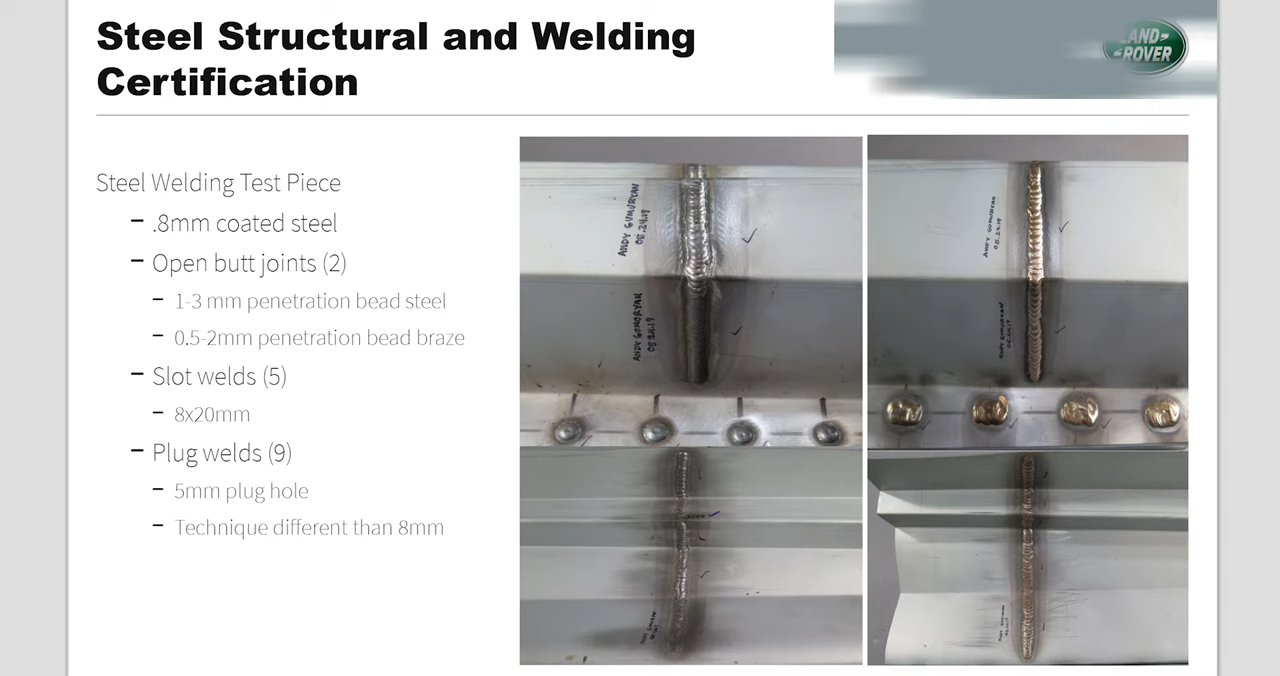 Steel Structural and Welding
Certification
LAND-
-ROVER
Steel Welding Test Piece
– .8mm coated steel
– Open butt joints (2)
– 1-3 mm penetration bead steel
– 0.5-2mm penetration bead braze
– Slot welds (5)
– 8x20mm
– Plug welds (9)
– 5mm plug hole
– Technique different than 8mm